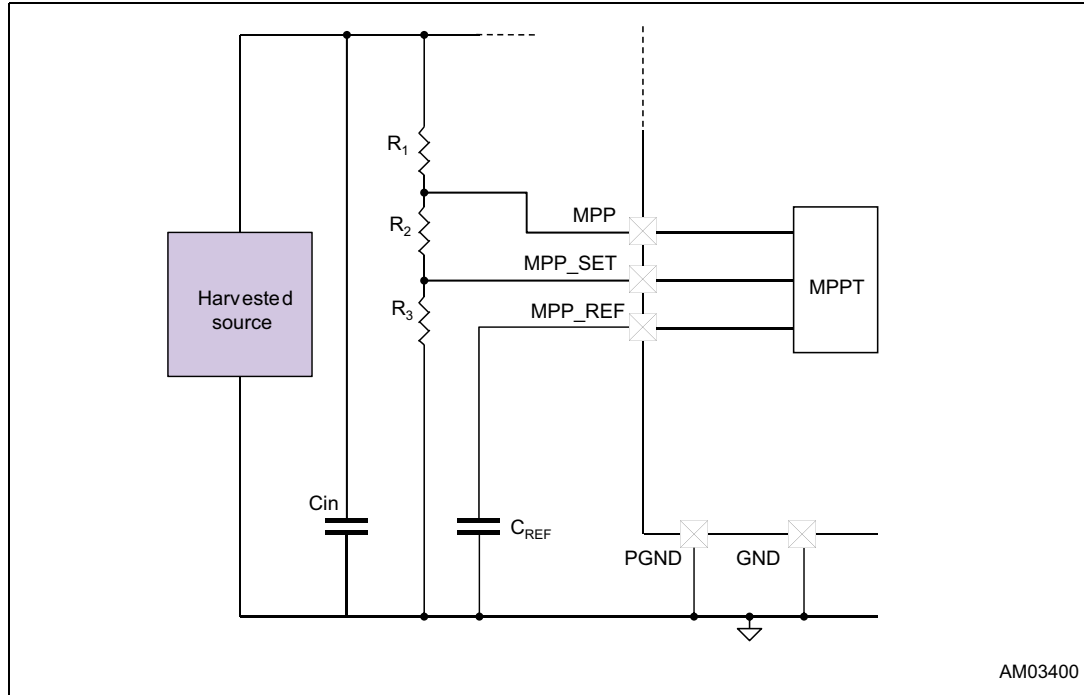 R1
MPP
R2
MPP_SET
Harvested
source
R3
MPP_REF
MPPT
Cin
CREF
PGND
GND
AM03400